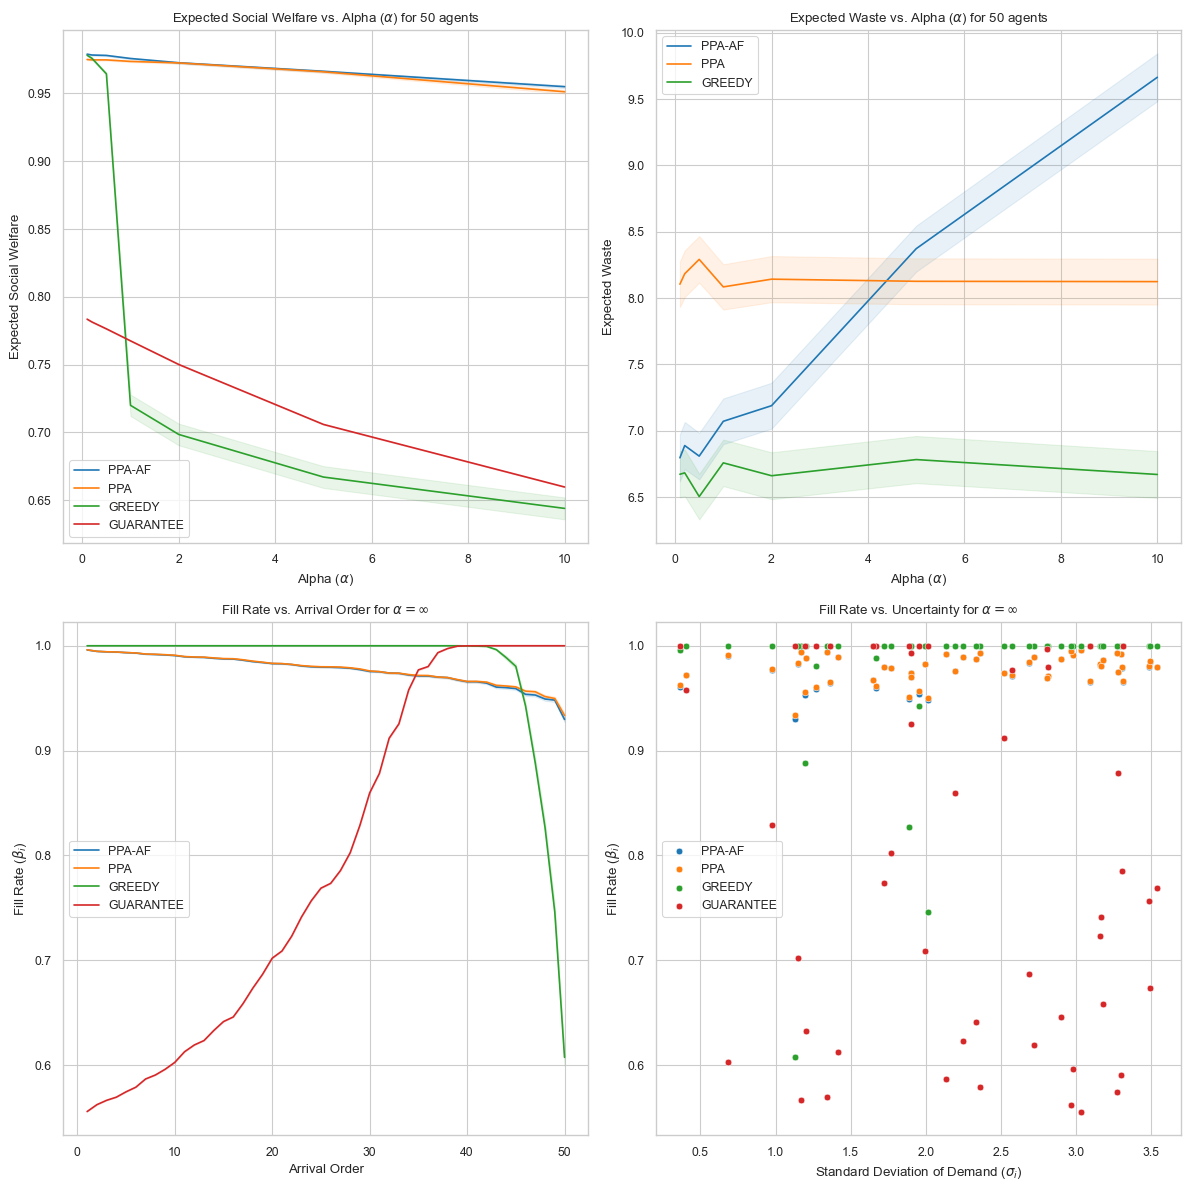 Expected Social Welfare vs. Alpha (α) for 50 agents
Expected Social Welfare
0.95
0.90
0.85
0.80
0.75
0.70
0.65
PPA-AF
PPA
GREEDY
GUARANTEE
0 2 4 6 8 10
Alpha (α)
Expected Waste vs. Alpha (α) for 50 agents
Expected Waste
10.0
9.5
9.0
8.5
8.0
7.5
7.0
6.5
PPA-AF
PPA
GREEDY
0 2 4 6 8 10
Alpha (α)
Fill Rate vs. Arrival Order for α = ∞
Fill Rate (βᵢ)
1.0
0.9
0.8
0.7
0.6
PPA-AF
PPA
GREEDY
GUARANTEE
0 10 20 30 40 50
Arrival Order
Fill Rate vs. Uncertainty for α = ∞
Fill Rate (βᵢ)
1.0
0.9
0.8
0.7
0.6
PPA-AF
PPA
GREEDY
GUARANTEE
0.5 1.0 1.5 2.0 2.5 3.0 3.5
Standard Deviation of Demand (σᵢ)